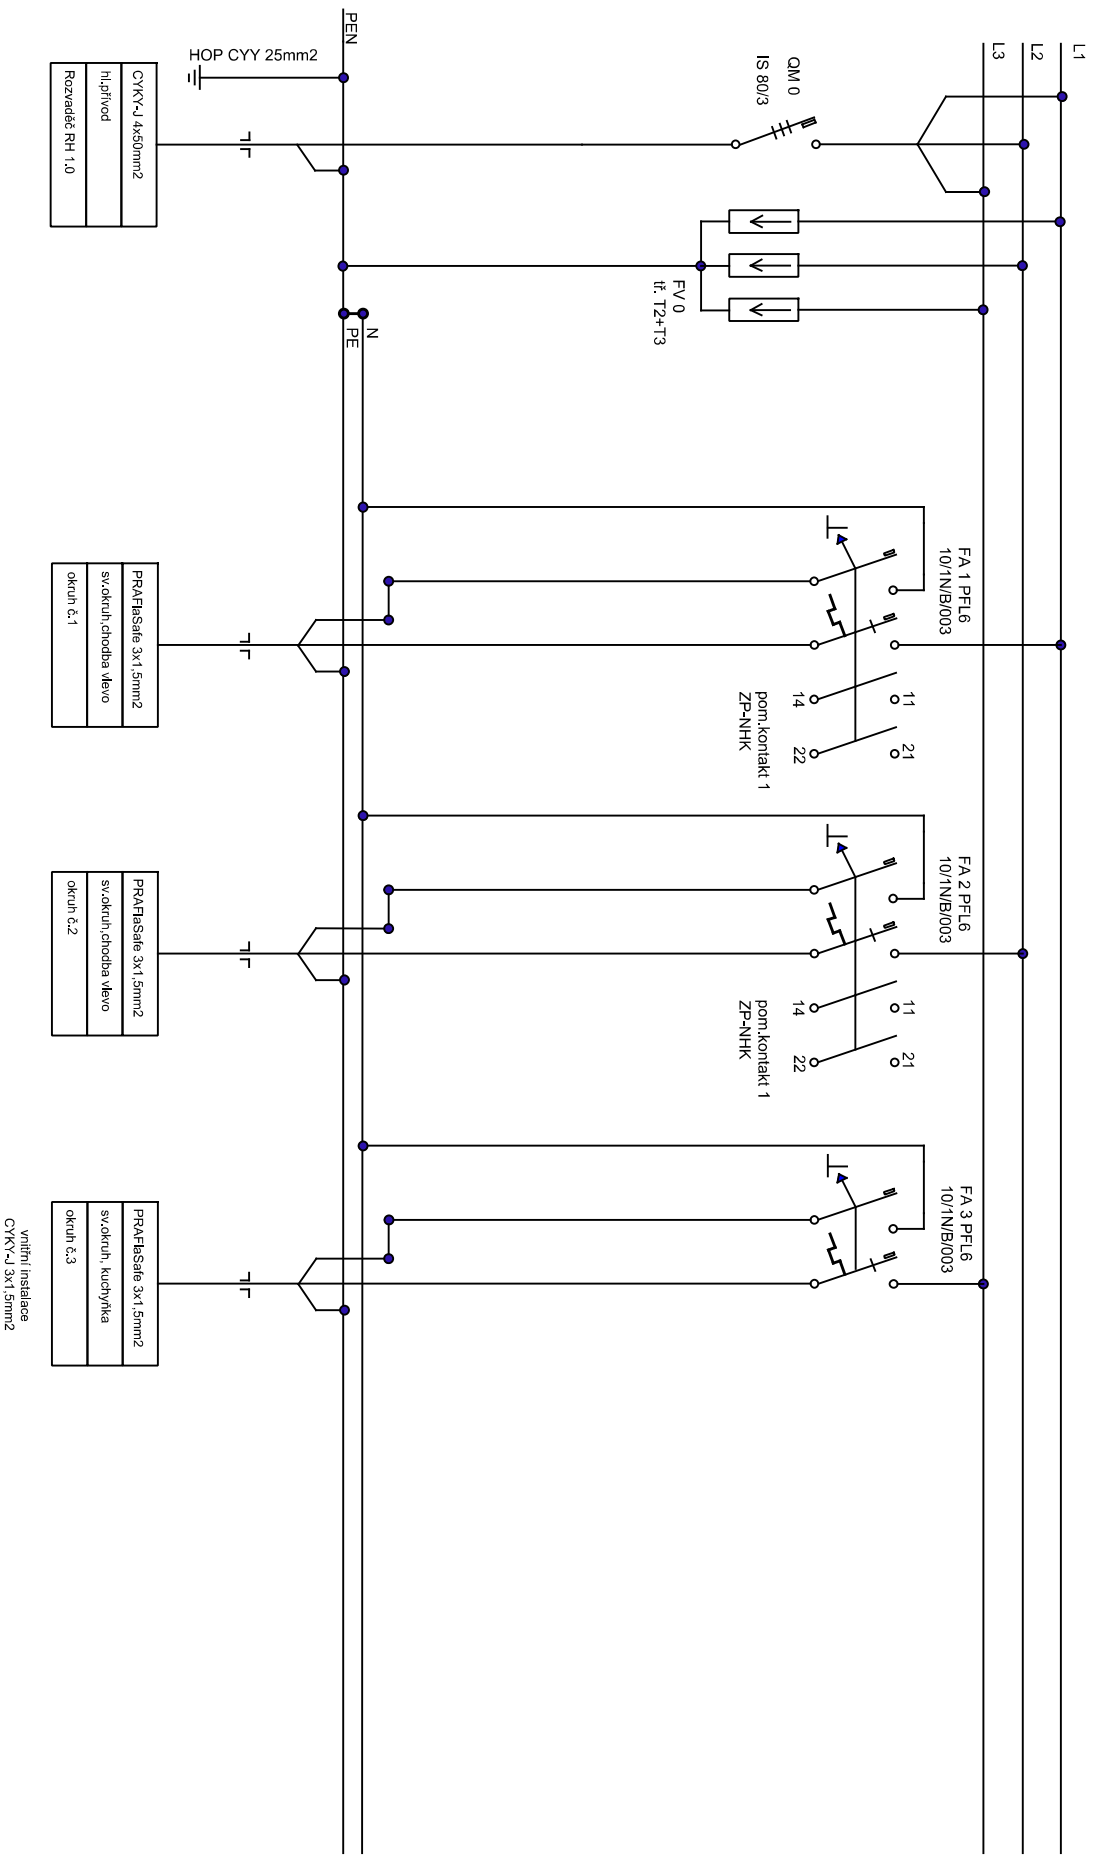 L1
L2
L3
PEN
HOP CYY 25mm2
QM 0
IS 80/3
CYKY-J 4x50mm2
hl.přívod
Rozvaděč RH 1.0
FV 0
tř. T2+T3
N
PE
FA 1 PFL6
10/1N/B/003
11
14
21
22
pom.kontakt 1
ZP-NHK
PRAFlaSafe 3x1,5mm2
sv.okruh,chodba vlevo
okruh č.1
FA 2 PFL6
10/1N/B/003
11
14
21
22
pom.kontakt 1
ZP-NHK
PRAFlaSafe 3x1,5mm2
sv.okruh,chodba vlevo
okruh č.2
FA 3 PFL6
10/1N/B/003
PRAFlaSafe 3x1,5mm2
sv.okruh, kuchyňka
okruh č.3
vnitřní instalace
CYKY-J 3x1,5mm2